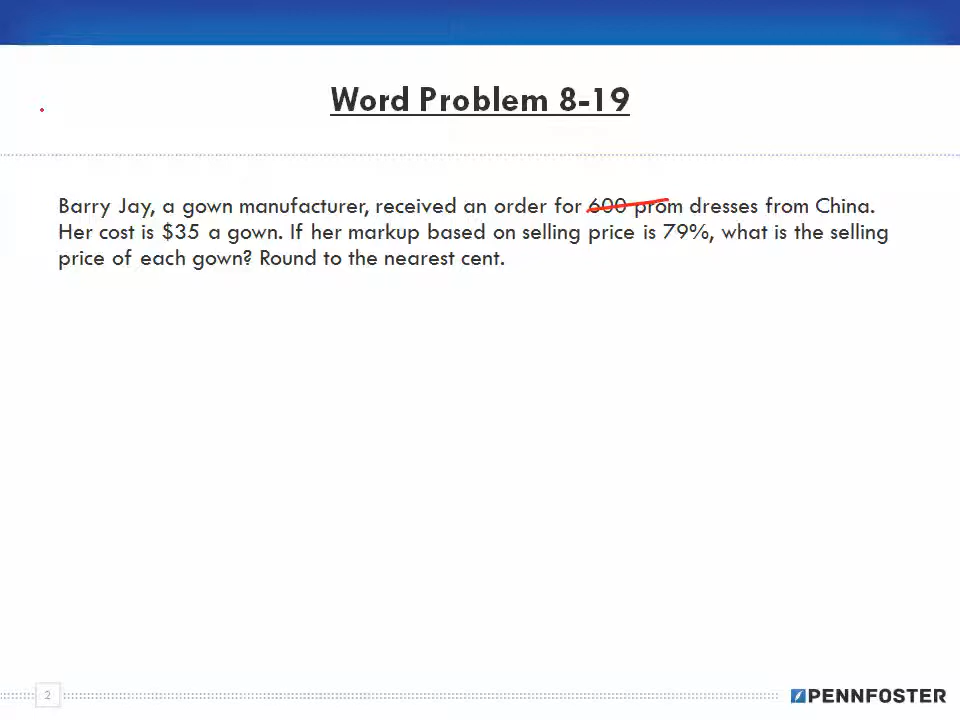 Word Problem 8-19
Barry Jay, a gown manufacturer, received an order for 600 prom dresses from China.
Her cost is $35 a gown. If her markup based on selling price is 79%, what is the selling
price of each gown? Round to the nearest cent.
2
PENNFOSTER